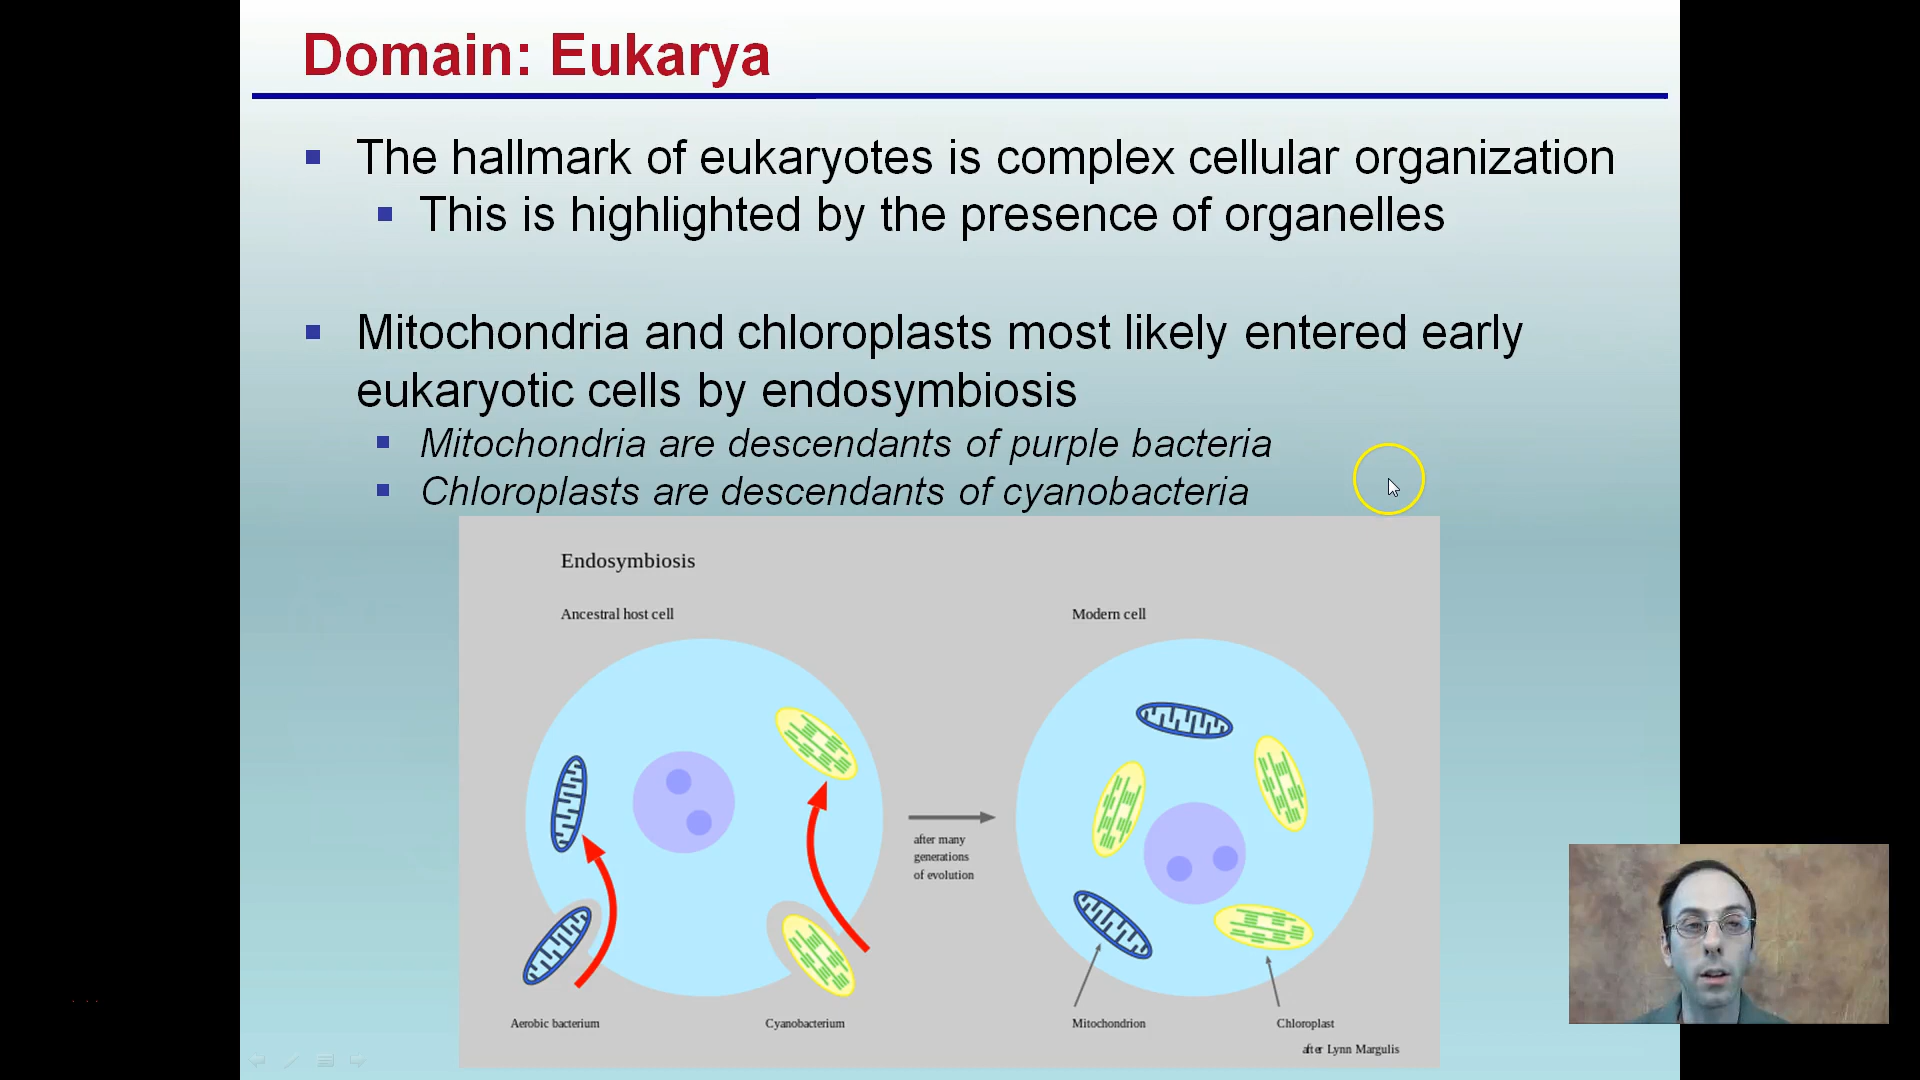 Domain: Eukarya
The hallmark of eukaryotes is complex cellular organization
This is highlighted by the presence of organelles
Mitochondria and chloroplasts most likely entered early
eukaryotic cells by endosymbiosis
Mitochondria are descendants of purple bacteria
Chloroplasts are descendants of cyanobacteria
Endosymbiosis
Ancestral host cell
Modern cell
after many
generations
of evolution
Aerobic bacterium
Cyanobacterium
Mitochondrion
Chloroplast
after Lynn Margulis